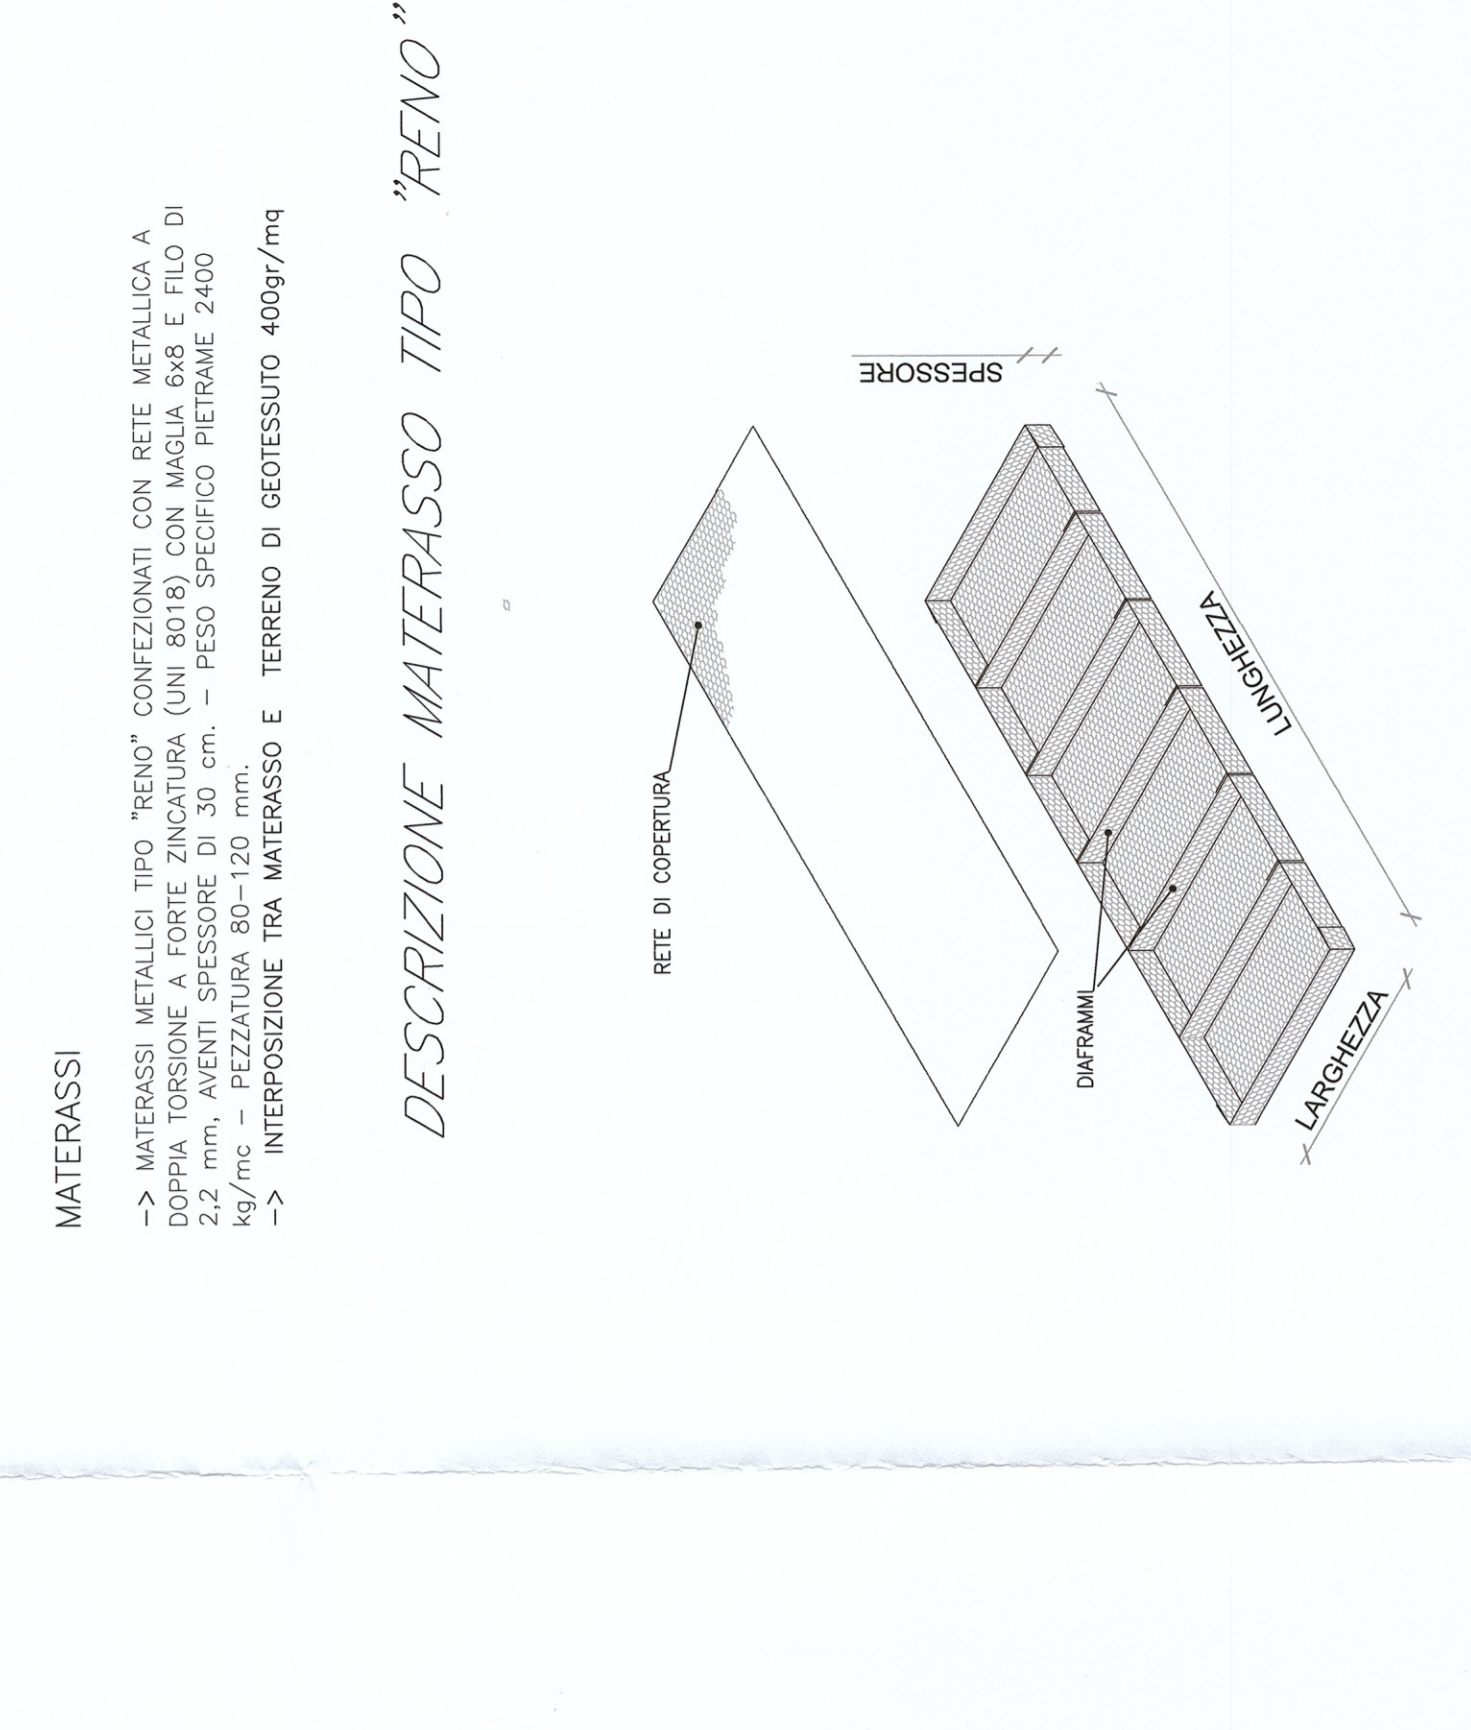 MATERASSI
-> MATERASSI METALLICI TIPO "RENO" CONFEZIONATI CON RETE METALLICA A
DOPPIA TORSIONE A FORTE ZINCATURA (UNI 8018) CON MAGLIA 6x8 E FILO DI
2,2 mm, AVENTI SPESSORE DI 30 cm. - PESO SPECIFICO PIETRAME 2400
kg/mc - PEZZATURA 80-120 mm.
-> INTERPOSIZIONE TRA MATERASSO E TERRENO DI GEOTESSUTO 400gr/mq
DESCRIZIONE MATERASSO TIPO "RENO"
RETE DI COPERTURA
SPESSORE
DIAFRAMMI
LUNGHEZZA
LARGHEZZA